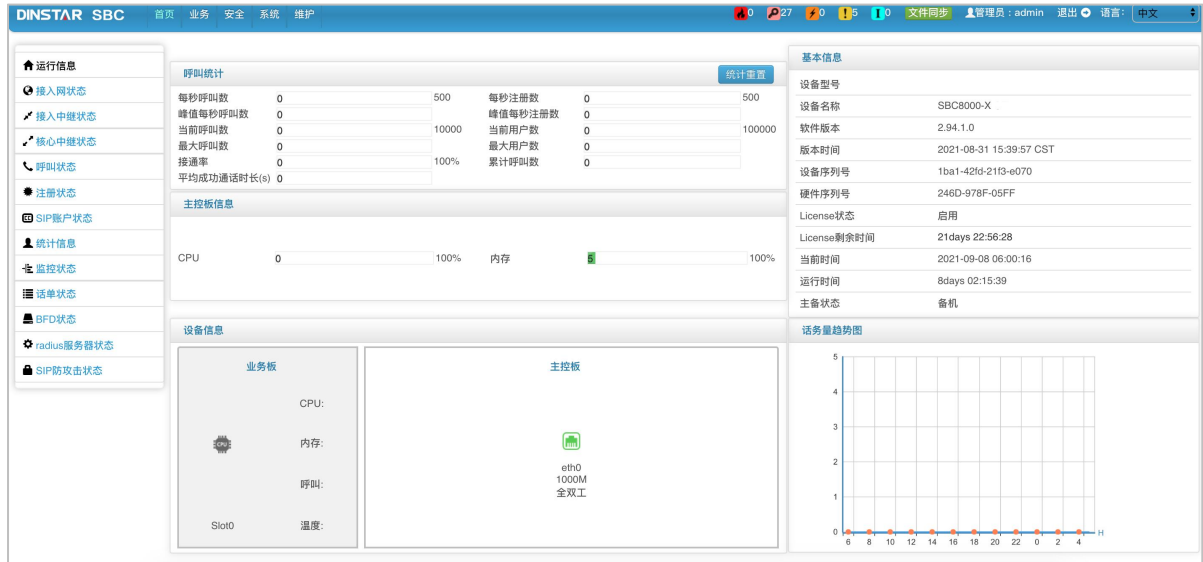 DINSTAR SBC 首页 业务 安全 系统 维护 0 27 0 5 0 文件同步 管理员：admin 退出 语言： 中文
运行信息
接入网状态
接入中继状态
核心中继状态
呼叫状态
注册状态
SIP账户状态
统计信息
监控状态
话单状态
BFD状态
radius服务器状态
SIP防攻击状态
呼叫统计 统计重置
每秒呼叫数 0 500 每秒注册数 0 500
峰值每秒呼叫数 0 峰值每秒注册数 0
当前呼叫数 0 10000 当前用户数 0 100000
最大呼叫数 0 最大用户数 0
接通率 0 100% 累计呼叫数 0
平均成功通话时长(s) 0
主控板信息
CPU 0 100% 内存 5 100%
设备信息
业务板
CPU:
CPU
内存:
呼叫:
Slot0 温度:
主控板
eth0
1000M
全双工
基本信息
设备型号
设备名称 SBC8000-X
软件版本 2.94.1.0
版本时间 2021-08-31 15:39:57 CST
设备序列号 1ba1-42fd-21f3-e070
硬件序列号 246D-978F-05FF
License状态 启用
License剩余时间 21days 22:56:28
当前时间 2021-09-08 06:00:16
运行时间 8days 02:15:39
主备状态 备机
话务量趋势图
5
4
3
2
1
0 H
6 8 10 12 14 16 18 20 22 0 2 4